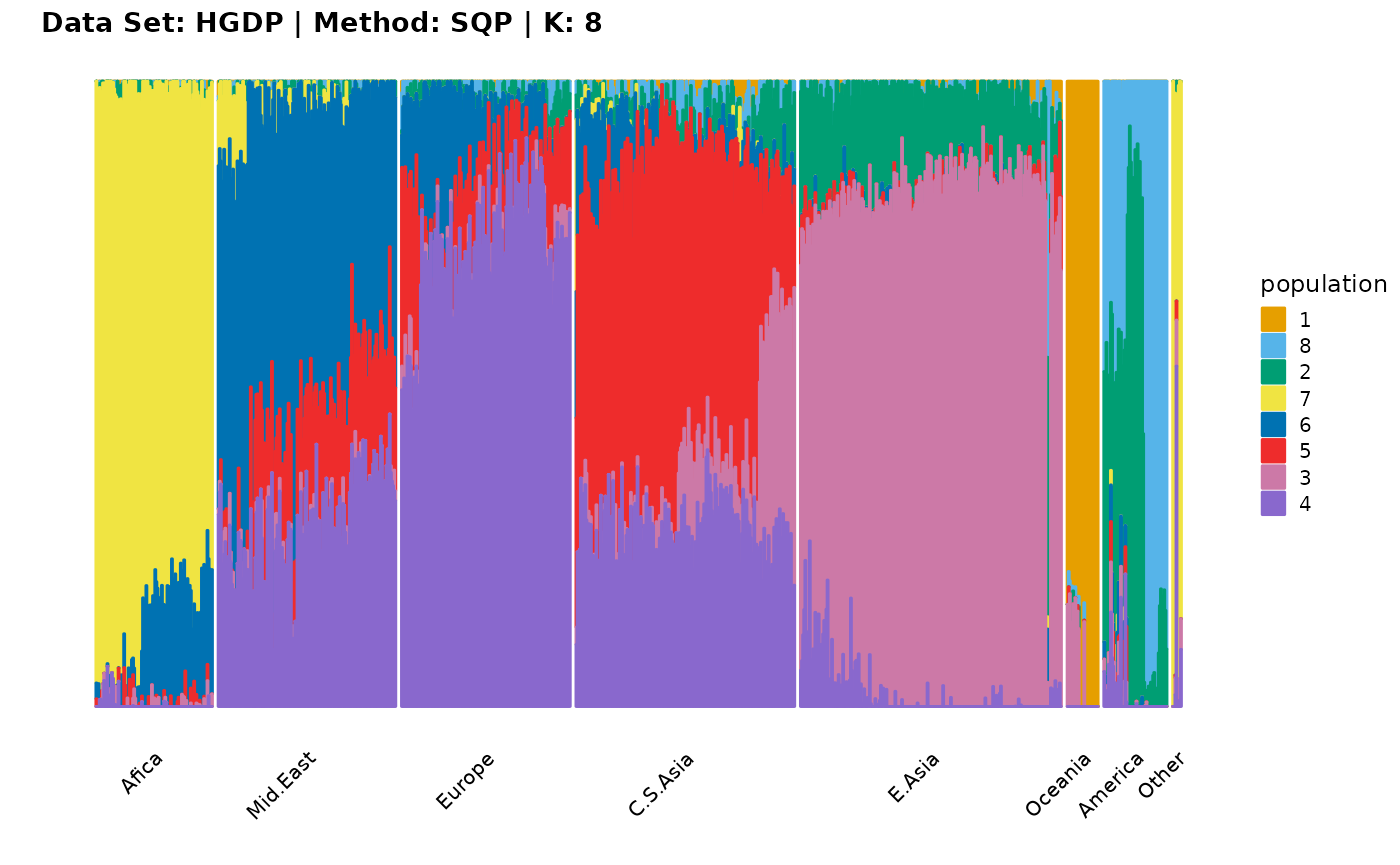 Data Set: HGDP | Method: SQP | K: 8
population
1
8
2
7
6
5
3
4
Afica
Mid.East
Europe
C.S.Asia
E.Asia
Oceania
America
Other